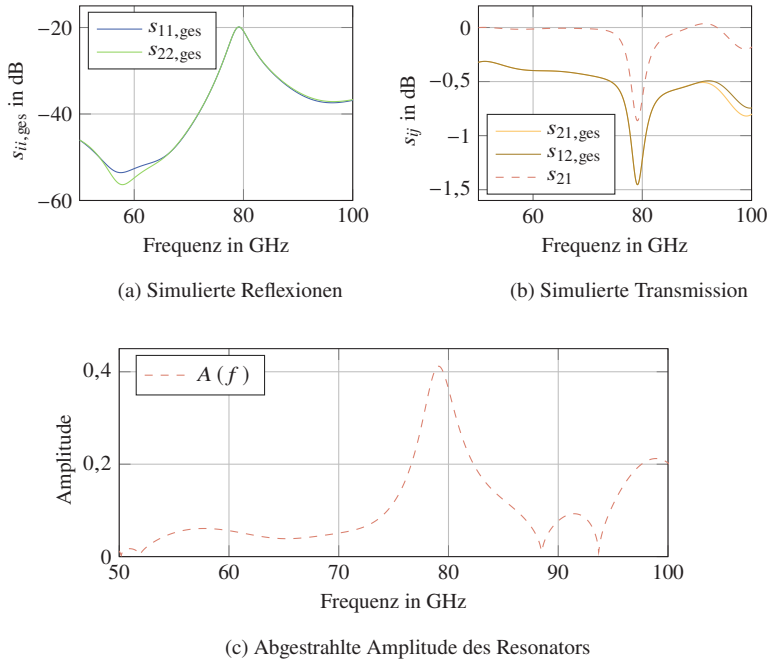 −20
−40
−60
60
80
100
s11,ges
s22,ges
sii,ges in dB
Frequenz in GHz
(a) Simulierte Reflexionen
0
−0,5
−1
−1,5
60
80
100
s21,ges
s12,ges
s21
sij in dB
Frequenz in GHz
(b) Simulierte Transmission
0,4
0,2
0
50
60
70
80
90
100
A (f)
Amplitude
Frequenz in GHz
(c) Abgestrahlte Amplitude des Resonators